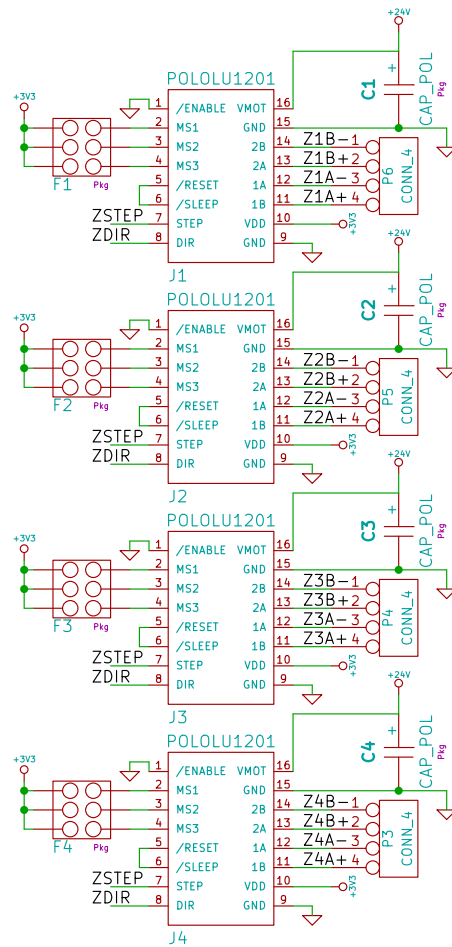 +24V
C1
CAP_POL
Pkg
+
POLOLU1201
+3V3
1 /ENABLE VMOT 16
2 MS1 GND 15
3 MS2 2B 14 Z1B- 1
4 MS3 2A 13 Z1B+ 2
5 /RESET 1A 12 Z1A- 3
6 /SLEEP 1B 11 Z1A+ 4
ZSTEP 7 STEP VDD 10 +3V3
ZDIR 8 DIR GND 9
F1 Pkg
P6
CONN_4
J1
+24V
C2
CAP_POL
Pkg
+
POLOLU1201
+3V3
1 /ENABLE VMOT 16
2 MS1 GND 15
3 MS2 2B 14 Z2B- 1
4 MS3 2A 13 Z2B+ 2
5 /RESET 1A 12 Z2A- 3
6 /SLEEP 1B 11 Z2A+ 4
ZSTEP 7 STEP VDD 10 +3V3
ZDIR 8 DIR GND 9
F2 Pkg
P5
CONN_4
J2
+24V
C3
CAP_POL
Pkg
+
POLOLU1201
+3V3
1 /ENABLE VMOT 16
2 MS1 GND 15
3 MS2 2B 14 Z3B- 1
4 MS3 2A 13 Z3B+ 2
5 /RESET 1A 12 Z3A- 3
6 /SLEEP 1B 11 Z3A+ 4
ZSTEP 7 STEP VDD 10 +3V3
ZDIR 8 DIR GND 9
F3 Pkg
P4
CONN_4
J3
+24V
C4
CAP_POL
Pkg
+
POLOLU1201
+3V3
1 /ENABLE VMOT 16
2 MS1 GND 15
3 MS2 2B 14 Z4B- 1
4 MS3 2A 13 Z4B+ 2
5 /RESET 1A 12 Z4A- 3
6 /SLEEP 1B 11 Z4A+ 4
ZSTEP 7 STEP VDD 10 +3V3
ZDIR 8 DIR GND 9
F4 Pkg
P3
CONN_4
J4